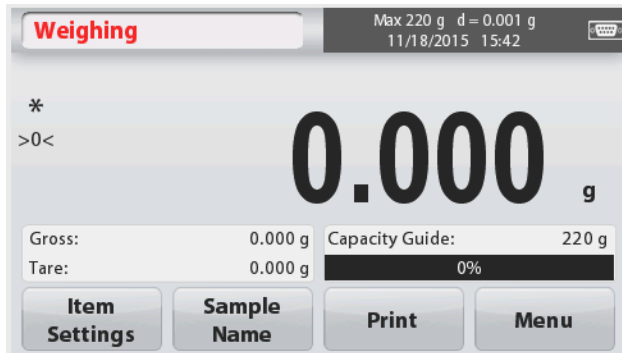 Weighing
Max 220 g d = 0.001 g
11/18/2015 15:42
*
>0<
0.000 g
Gross: 0.000 g
Tare: 0.000 g
Capacity Guide: 220 g
0%
Item Settings
Sample Name
Print
Menu